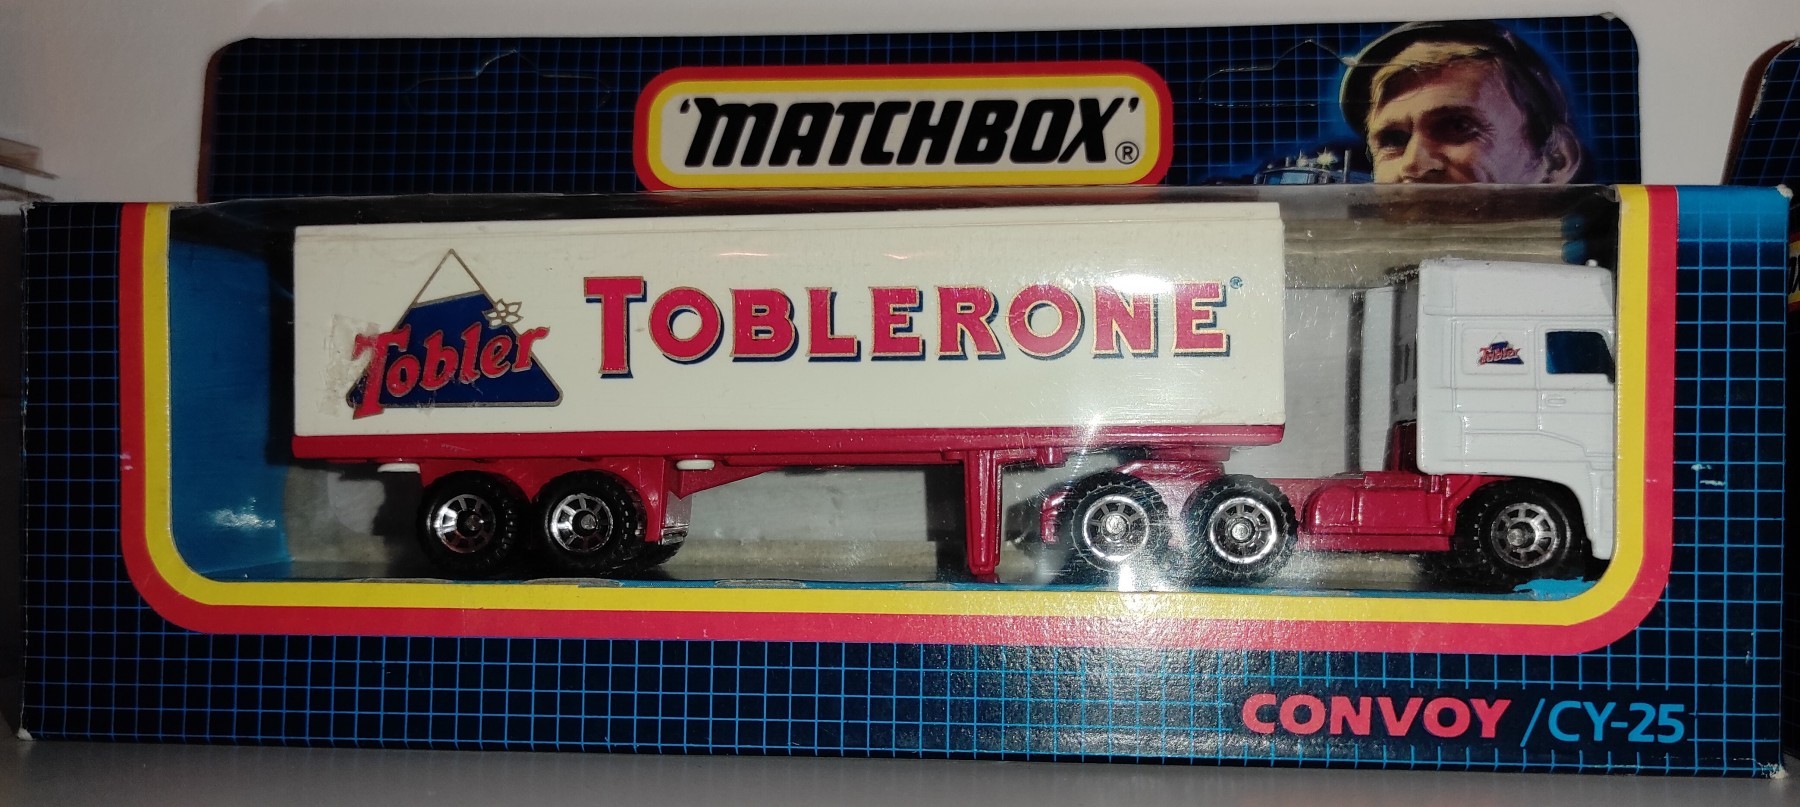 'MATCHBOX'®
Tobler
TOBLERONE®
Tobler
CONVOY /CY-25